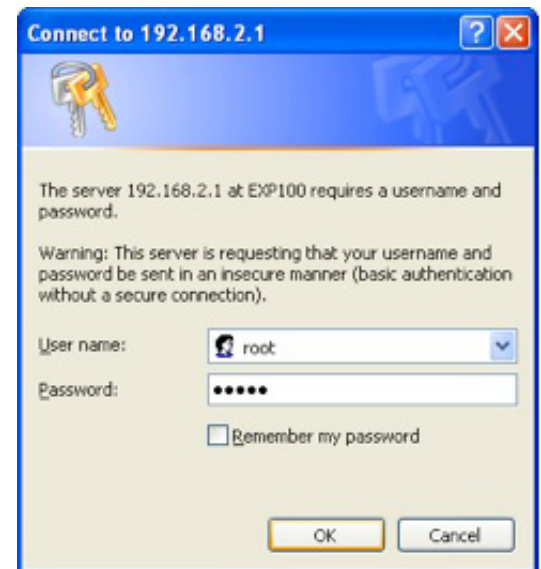 Connect to 192.168.2.1
The server 192.168.2.1 at EXP100 requires a username and
password.
Warning: This server is requesting that your username and
password be sent in an insecure manner (basic authentication
without a secure connection).
User name:
root
Password:
•••••
Remember my password
OK
Cancel